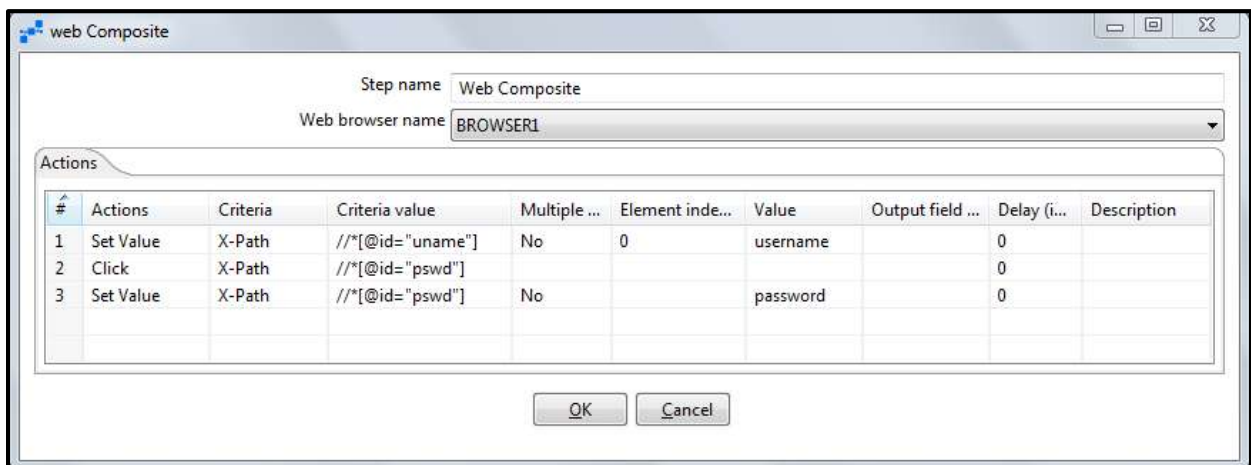 web Composite
Step name Web Composite
Web browser name BROWSER1
Actions
# Actions Criteria Criteria value Multiple ... Element inde... Value Output field ... Delay (i... Description
1 Set Value X-Path //*[@id="uname"] No 0 username 0
2 Click X-Path //*[@id="pswd"] 0
3 Set Value X-Path //*[@id="pswd"] No password 0
OK Cancel